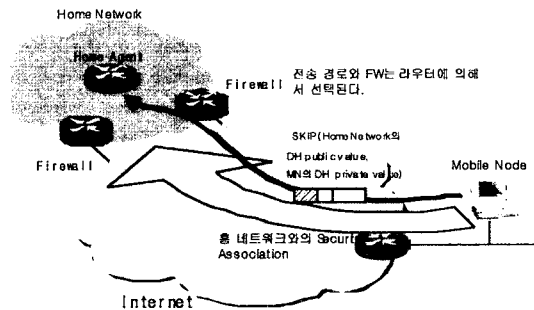 Home Network
Home Agent
Firewall
전송 경로와 FW는 라우터에 의해
서 선택된다.
SKIP(Home Network의
DH public value,
MN의 DH private value)
Firewall
Mobile Node
홈 네트워크와의 Securit
Association
Internet